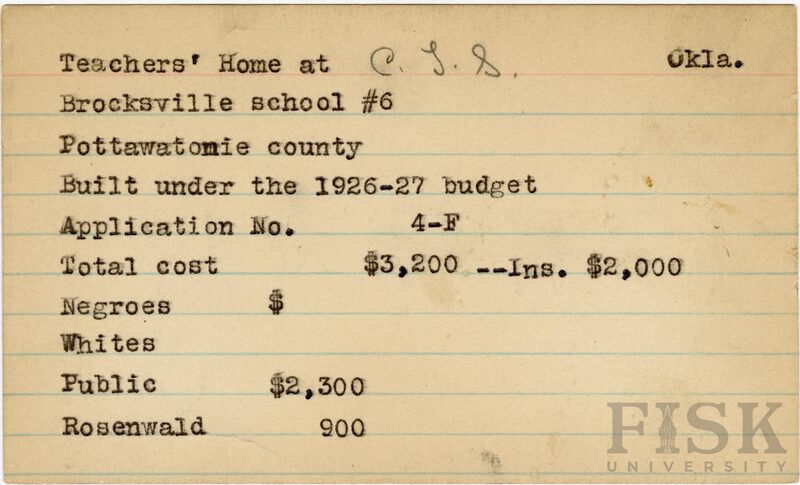 Teachers' Home at C. T. S. Okla.
Brocksville school #6
Pottawatomie county
Built under the 1926-27 budget
Application No. 4-F
Total cost $3,200 --Ins. $2,000
Negroes $
Whites
Public $2,300
Rosenwald 900
FISK
UNIVERSITY